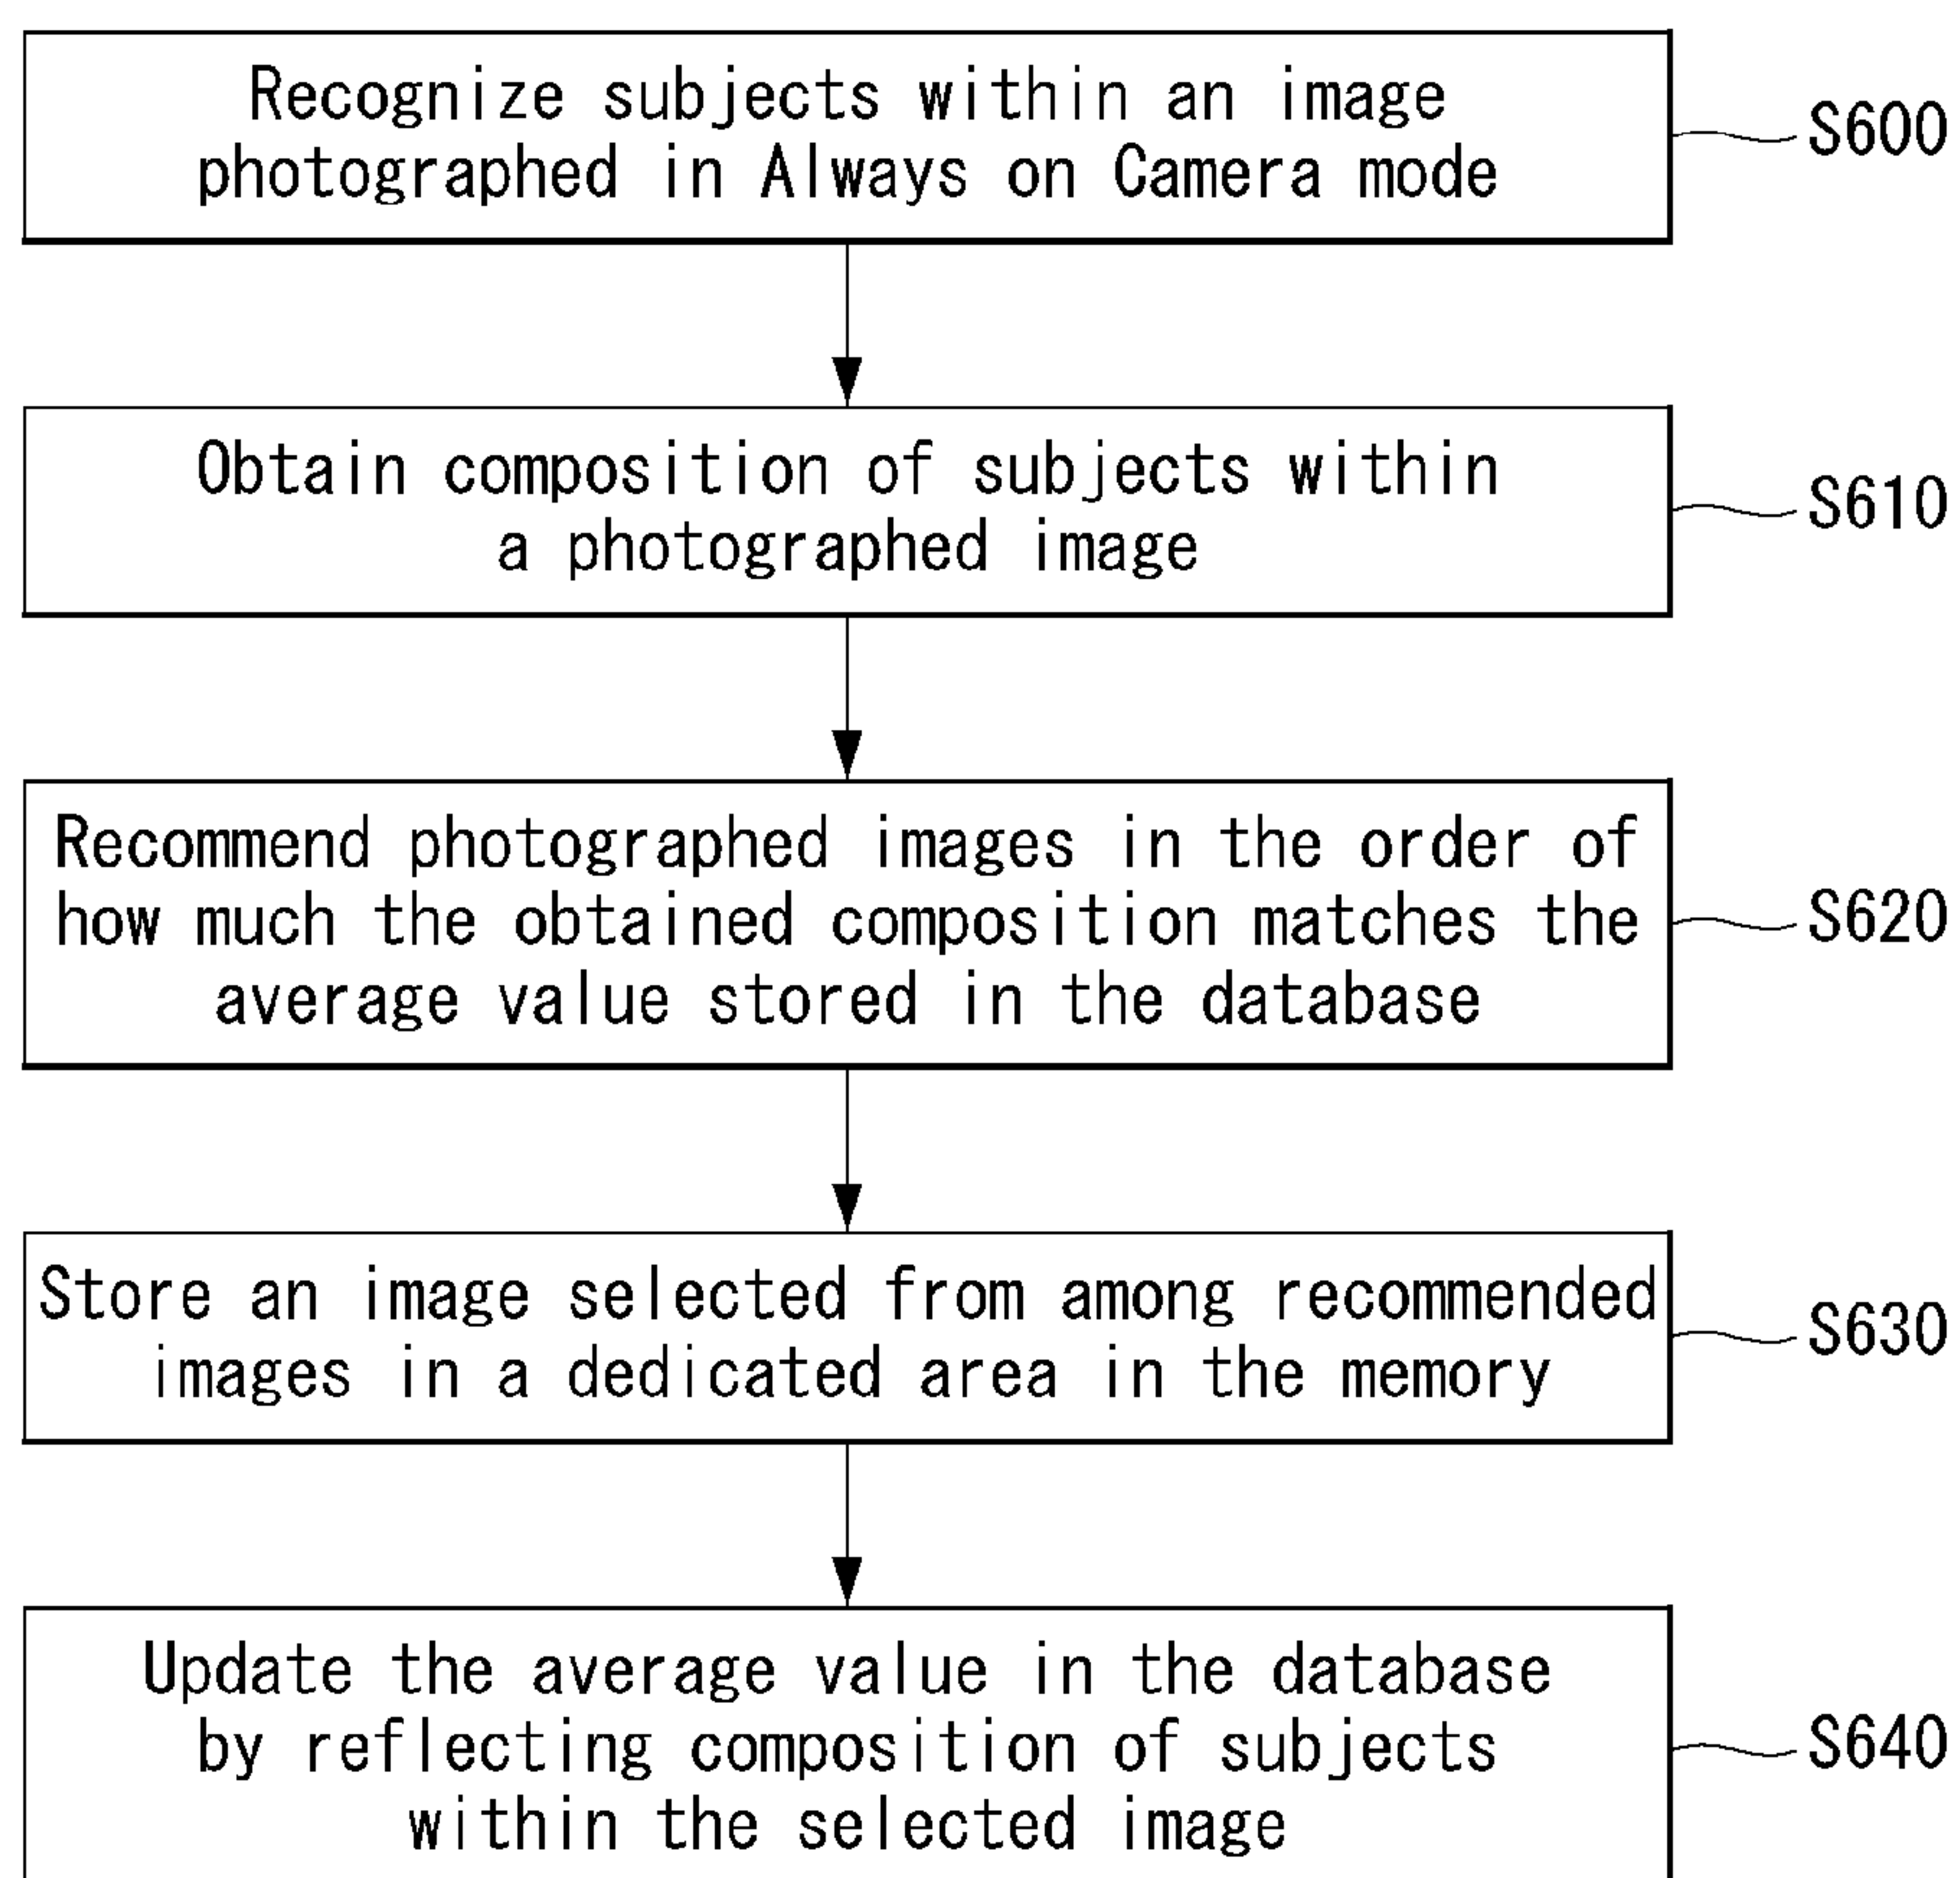 Recognize subjects within an image
photographed in Always on Camera mode
S600
Obtain composition of subjects within
a photographed image
S610
Recommend photographed images in the order of
how much the obtained composition matches the
average value stored in the database
S620
Store an image selected from among recommended
images in a dedicated area in the memory
S630
Update the average value in the database
by reflecting composition of subjects
within the selected image
S640